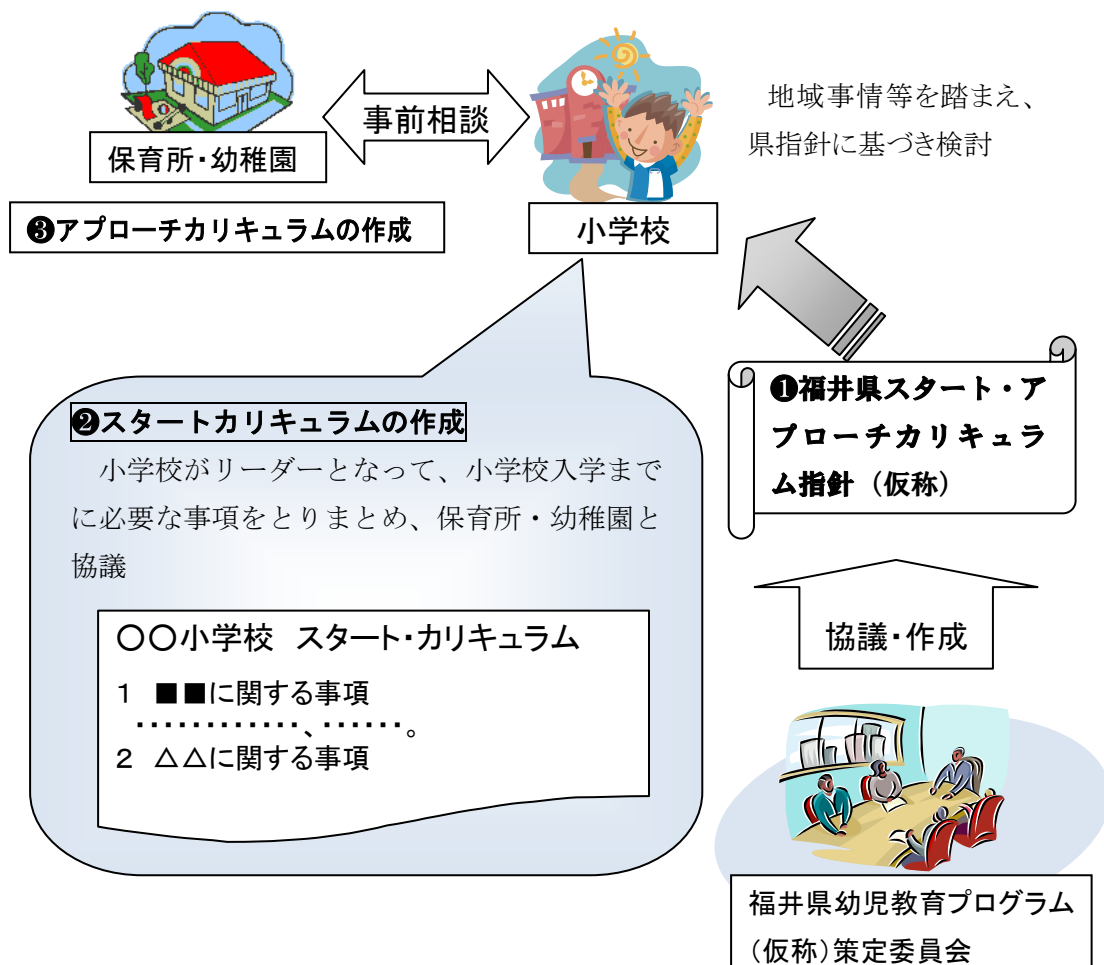 事前相談
保育所・幼稚園
❸アプローチカリキュラムの作成
小学校
地域事情等を踏まえ、
県指針に基づき検討
❶福井県スタート・ア
プローチカリキュラ
ム指針（仮称）
❷スタートカリキュラムの作成
小学校がリーダーとなって、小学校入学まで
に必要な事項をとりまとめ、保育所・幼稚園と
協議
○○小学校　スタート・カリキュラム
１　■■に関する事項
・・・・・・・・・・・・、・・・・・・。
２　△△に関する事項
協議・作成
福井県幼児教育プログラム
（仮称）策定委員会